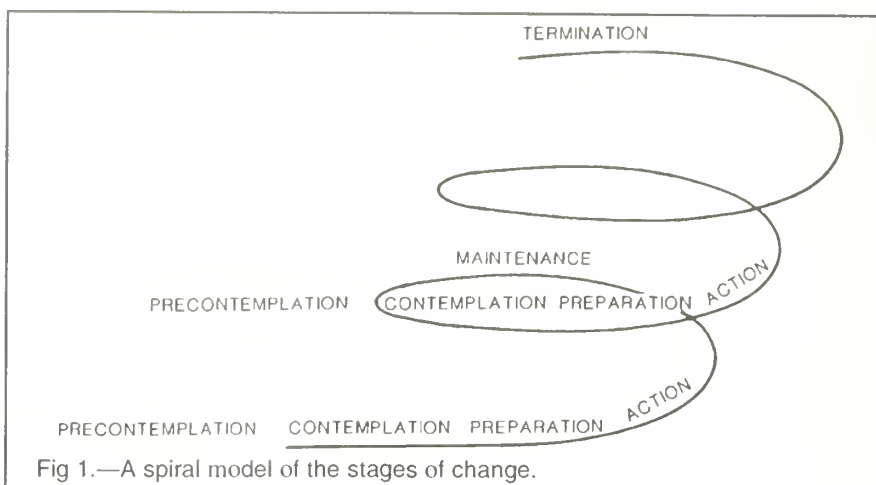 TERMINATION
MAINTENANCE
PRECONTEMPLATION CONTEMPLATION PREPARATION ACTION
PRECONTEMPLATION CONTEMPLATION PREPARATION ACTION
Fig 1.—A spiral model of the stages of change.